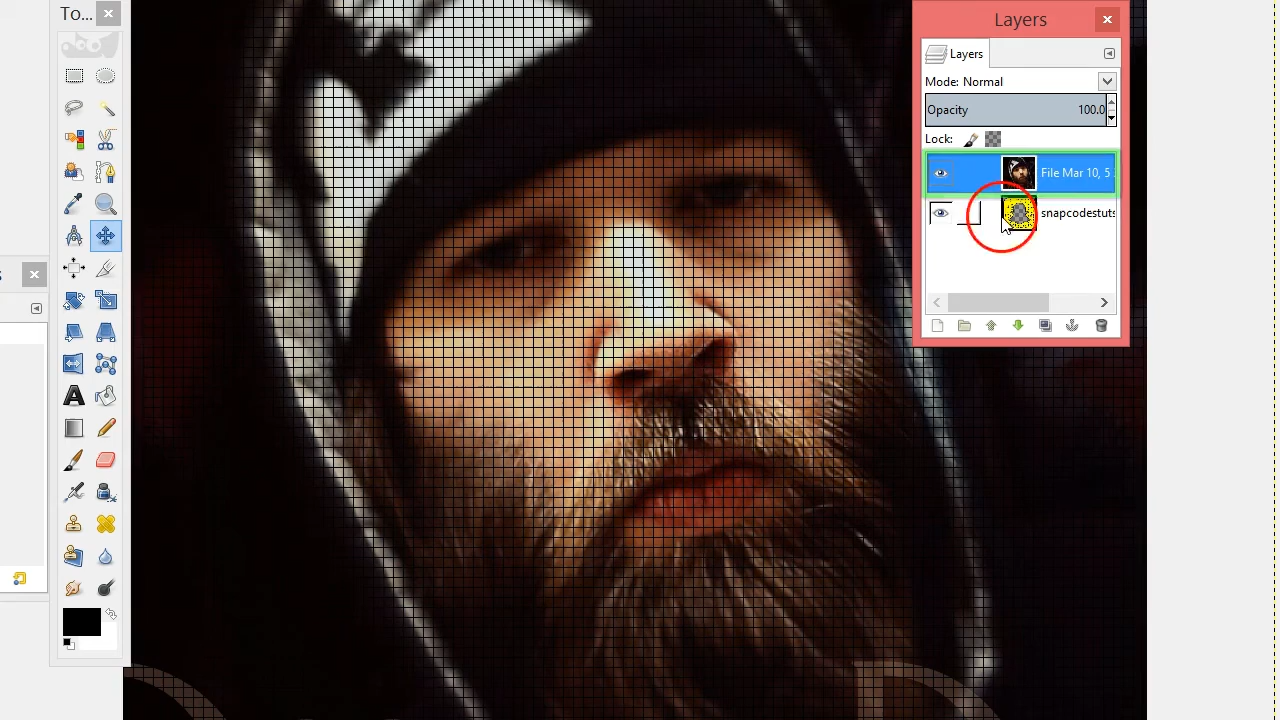 To...
Layers
Layers
Mode: Normal
Opacity 100.0
Lock:
File Mar 10, 5
snapcodestuts
A